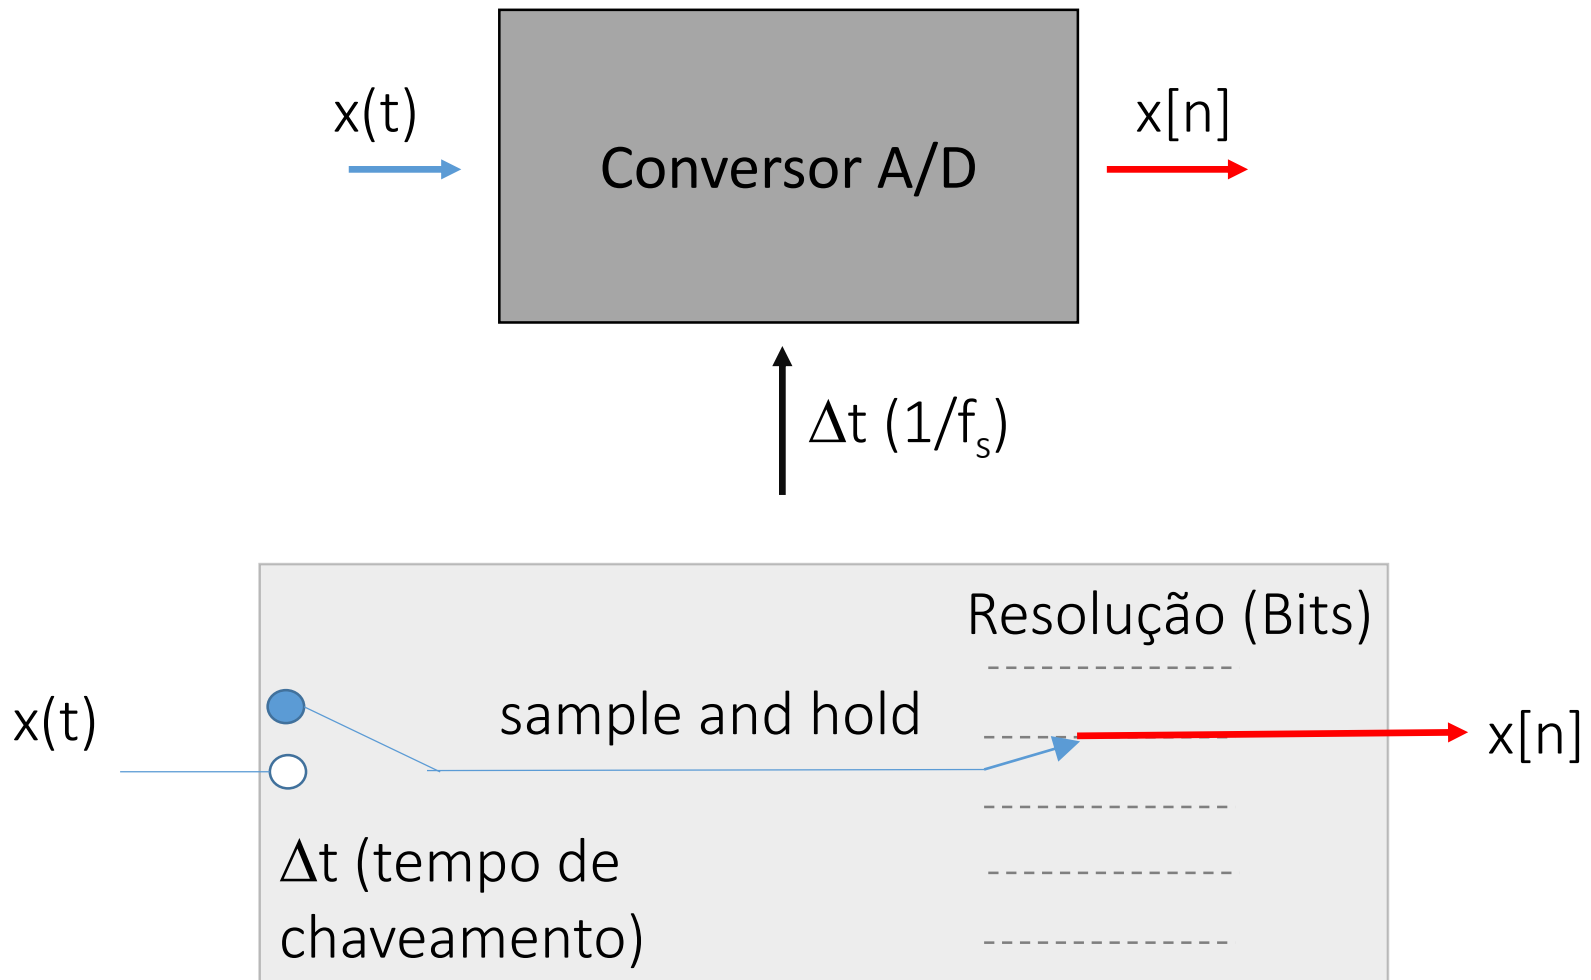 x(t)
x[n]
Conversor A/D
Δt (1/fs)
Resolução (Bits)
sample and hold
x(t)
x[n]
Δt (tempo de
chaveamento)